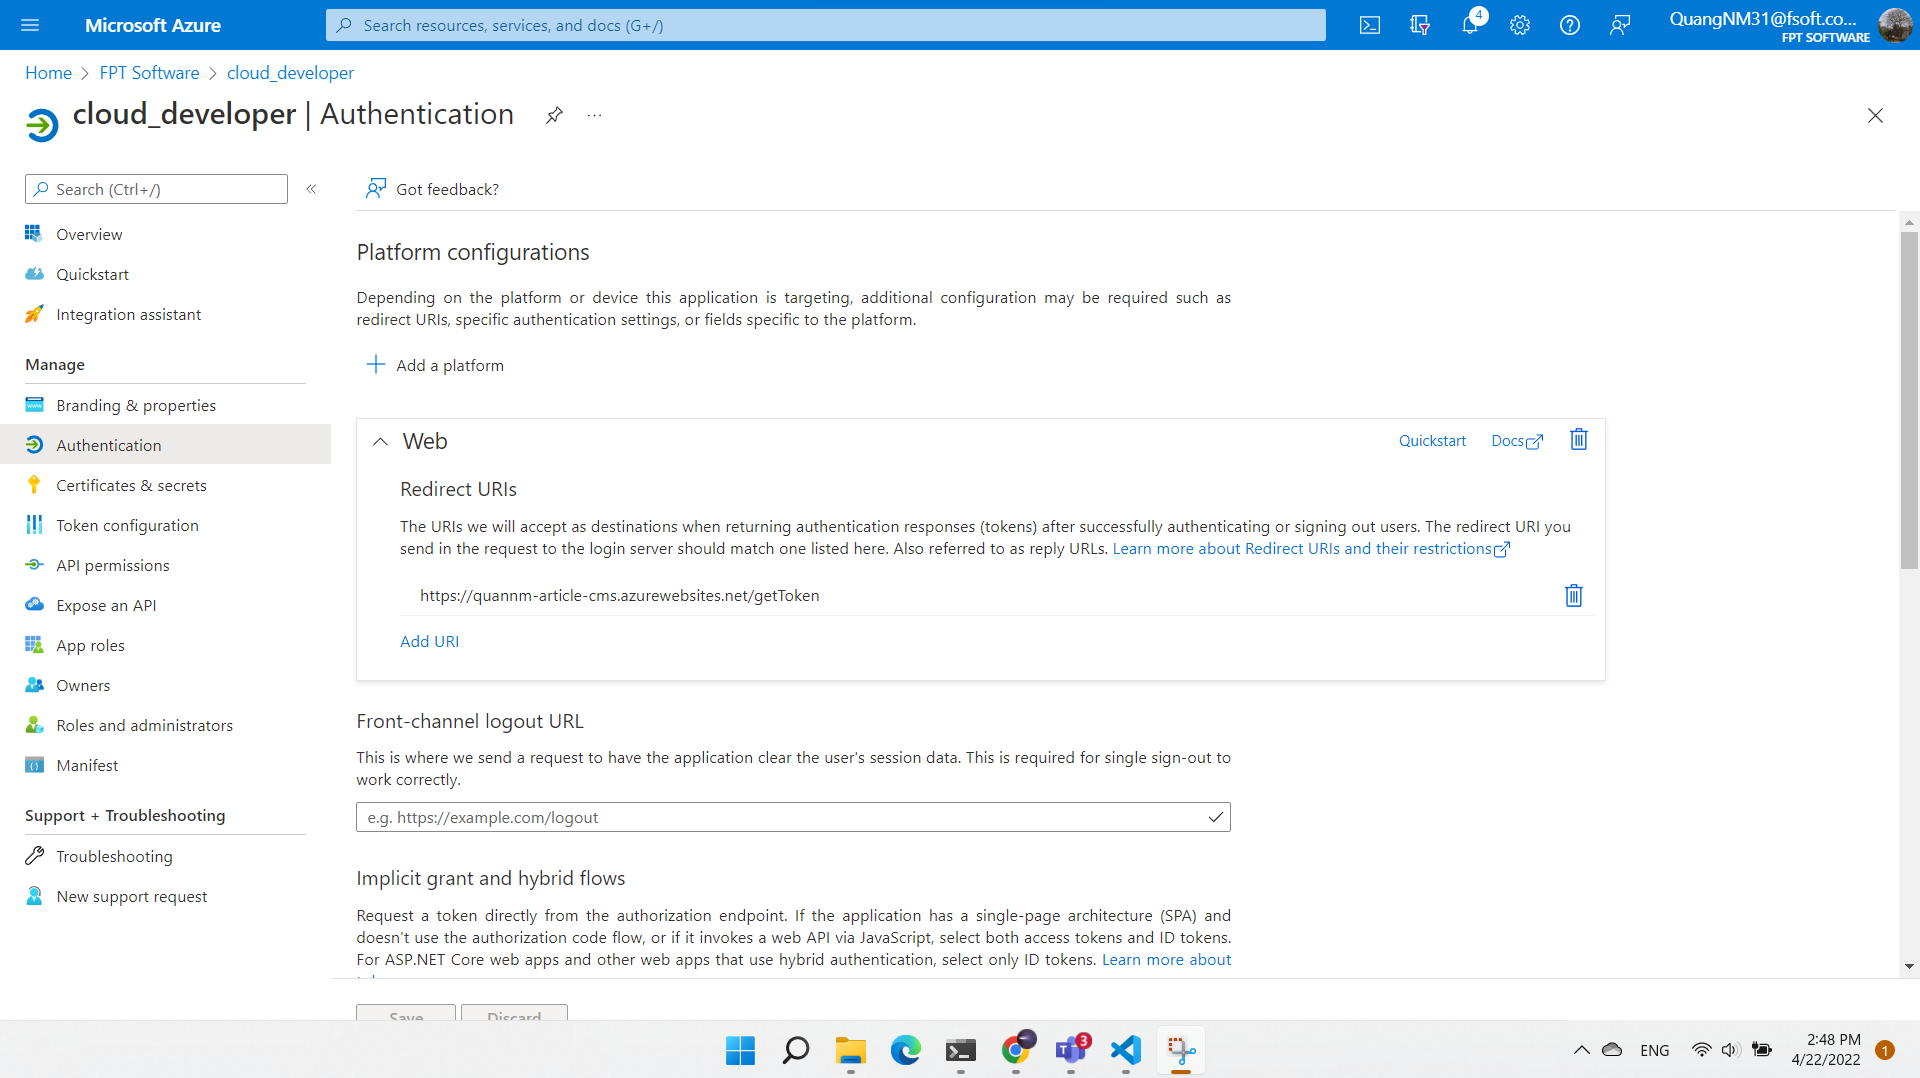 Microsoft Azure
Search resources, services, and docs (G+/)
4
QuangNM31@fsoft.co...
FPT SOFTWARE
Home > FPT Software > cloud_developer
cloud_developer | Authentication
...
Search (Ctrl+/)
«
Got feedback?
Overview
Quickstart
Integration assistant
Manage
Branding & properties
Authentication
Certificates & secrets
Token configuration
API permissions
Expose an API
App roles
Owners
Roles and administrators
Manifest
Support + Troubleshooting
Troubleshooting
New support request
Platform configurations
Depending on the platform or device this application is targeting, additional configuration may be required such as
redirect URIs, specific authentication settings, or fields specific to the platform.
Add a platform
Web
Quickstart
Docs
Redirect URIs
The URIs we will accept as destinations when returning authentication responses (tokens) after successfully authenticating or signing out users. The redirect URI you
send in the request to the login server should match one listed here. Also referred to as reply URLs. Learn more about Redirect URIs and their restrictions
https://quannm-article-cms.azurewebsites.net/getToken
Add URI
Front-channel logout URL
This is where we send a request to have the application clear the user's session data. This is required for single sign-out to
work correctly.
e.g. https://example.com/logout
Implicit grant and hybrid flows
Request a token directly from the authorization endpoint. If the application has a single-page architecture (SPA) and
doesn't use the authorization code flow, or if it invokes a web API via JavaScript, select both access tokens and ID tokens.
For ASP.NET Core web apps and other web apps that use hybrid authentication, select only ID tokens. Learn more about
Save
Discard
3
ENG
2:48 PM
4/22/2022
1